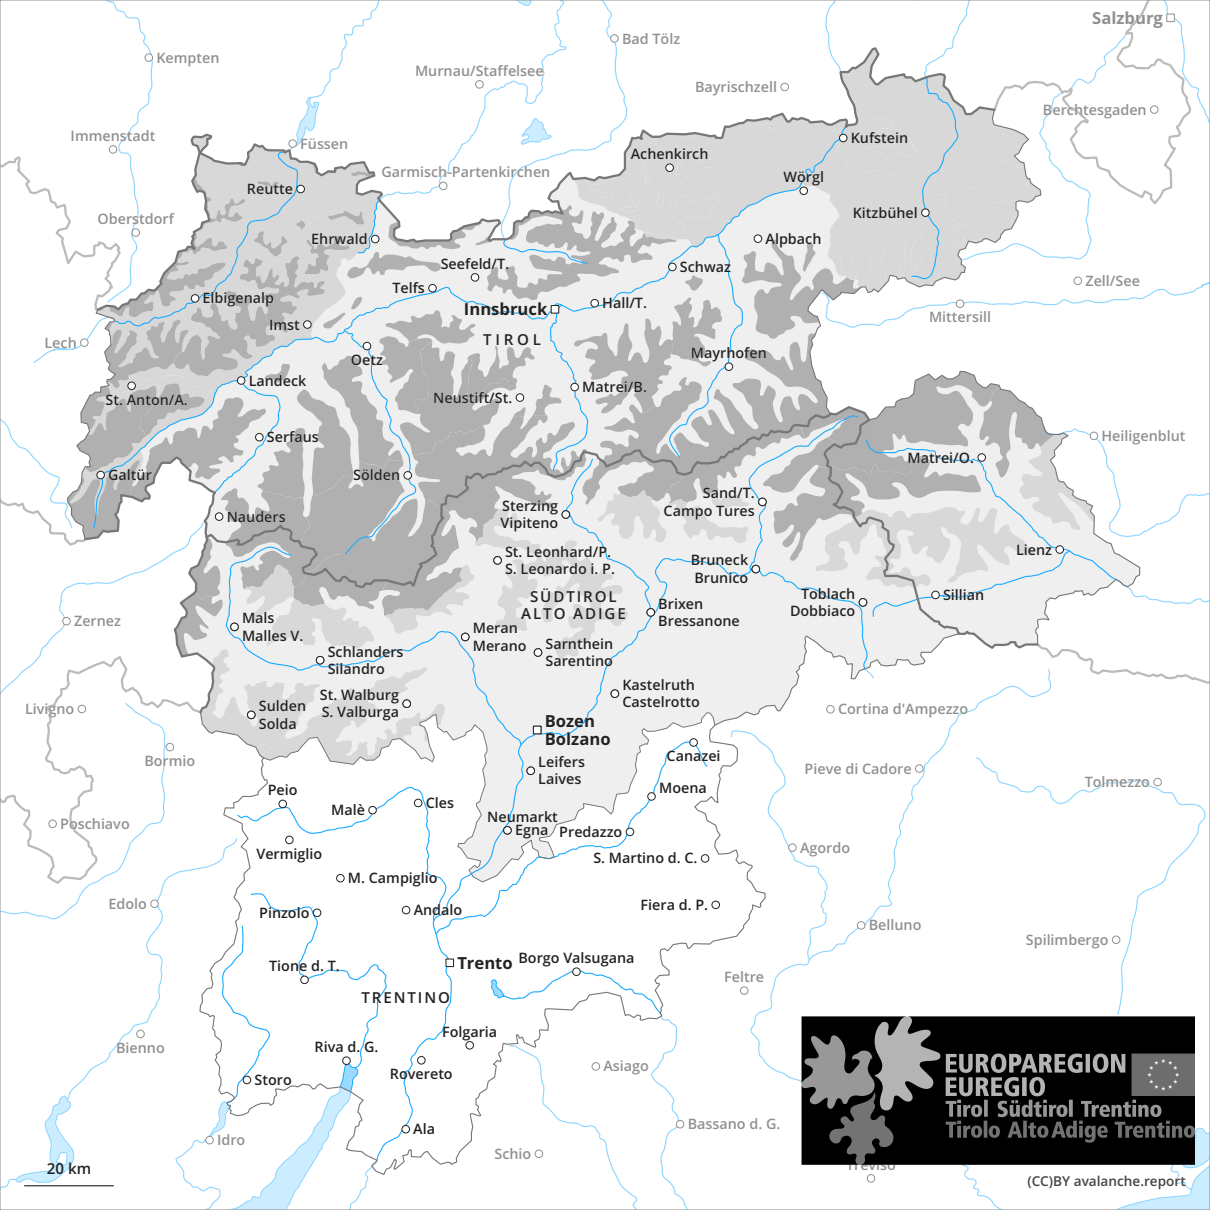 Salzburg
Kempten
Bad Tölz
Murnau/Staffelsee
Bayrischzell
Berchtesgaden
Immenstadt
Füssen
Kufstein
Achenkirch
Garmisch-Partenkirchen
Wörgl
Reutte
Oberstdorf
Kitzbühel
Ehrwald
Alpbach
Seefeld/T.
Schwaz
Zell/See
Telfs
Elbigenalp
Hall/T.
Innsbruck
Mittersill
Imst
TIROL
Lech
Oetz
Mayrhofen
Landeck
Matrei/B.
St. Anton/A.
Neustift/St.
Serfaus
Heiligenblut
Matrei/O.
Galtür
Sölden
Sand/T.
Campo Tures
Sterzing
Vipiteno
Nauders
Lienz
St. Leonhard/P.
S. Leonardo i. P.
Bruneck
Brunico
SÜDTIROL
ALTO ADIGE
Toblach
Dobbiaco
Sillian
Brixen
Bressanone
Zernez
Mals
Malles V.
Meran
Merano
Sarnthein
Sarentino
Schlanders
Silandro
Kastelruth
Castelrotto
St. Walburg
S. Valburga
Sulden
Solda
Livigno
Cortina d'Ampezzo
Bozen
Bolzano
Bormio
Canazei
Leifers
Laives
Pieve di Cadore
Tolmezzo
Peio
Moena
Malè
Cles
Neumarkt
Egna
Poschiavo
Predazzo
Vermiglio
S. Martino d. C.
Agordo
M. Campiglio
Edolo
Pinzolo
Andalo
Fiera d. P.
Belluno
Spilimbergo
Trento
Borgo Valsugana
Tione d. T.
Feltre
TRENTINO
Folgaria
Bienno
Riva d. G.
Rovereto
Asiago
Storo
EUROPAREGION
EUREGIO
Tirol Südtirol Trentino
Tirolo Alto Adige Trentino
Ala
Bassano d. G.
Idro
Schio
Treviso
20 km
(CC)BY avalanche.report